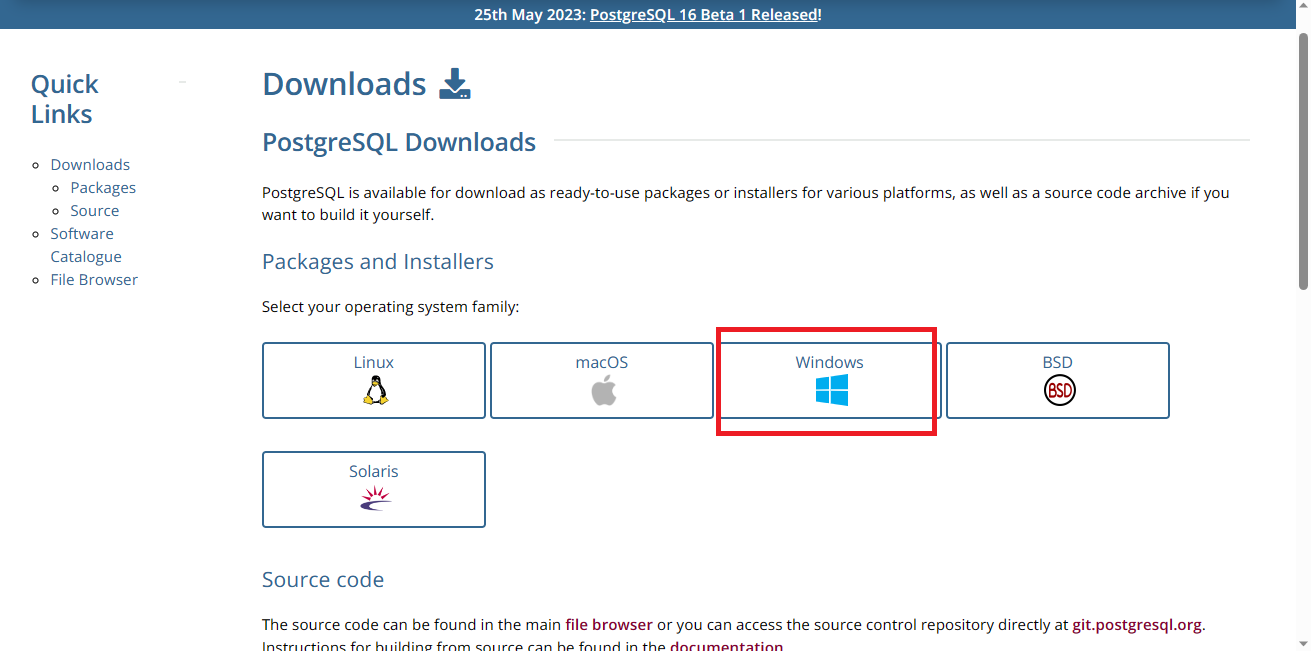 25th May 2023: PostgreSQL 16 Beta 1 Released!
Quick
Links
Downloads
Packages
Source
Software
Catalogue
File Browser
Downloads
PostgreSQL Downloads
PostgreSQL is available for download as ready-to-use packages or installers for various platforms, as well as a source code archive if you
want to build it yourself.
Packages and Installers
Select your operating system family:
Linux
macOS
Windows
BSD
BSD
Solaris
Source code
The source code can be found in the main file browser or you can access the source control repository directly at git.postgresql.org.
Instructions for building from source can be found in the documentation.